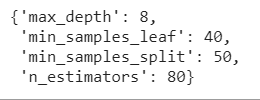 {'max_depth': 8,
 'min_samples_leaf': 40,
 'min_samples_split': 50,
 'n_estimators': 80}